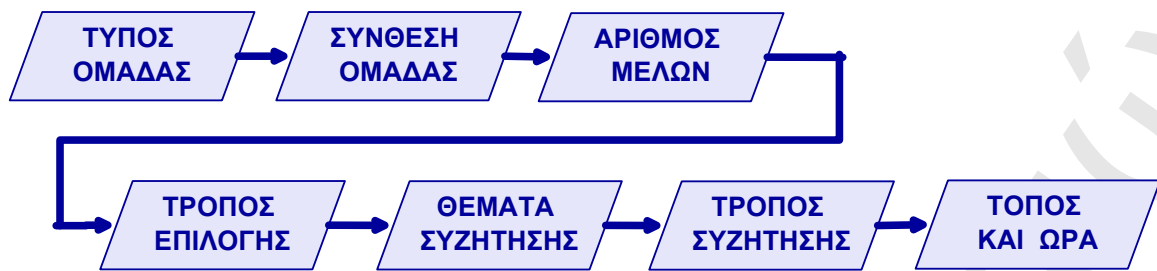 ΤΥΠΟΣ
ΟΜΑΔΑΣ
ΣΥΝΘΕΣΗ
ΟΜΑΔΑΣ
ΑΡΙΘΜΟΣ
ΜΕΛΩΝ
ΤΡΟΠΟΣ
ΕΠΙΛΟΓΗΣ
ΘΕΜΑΤΑ
ΣΥΖΗΤΗΣΗΣ
ΤΡΟΠΟΣ
ΣΥΖΗΤΗΣΗΣ
ΤΟΠΟΣ
ΚΑΙ ΩΡΑ